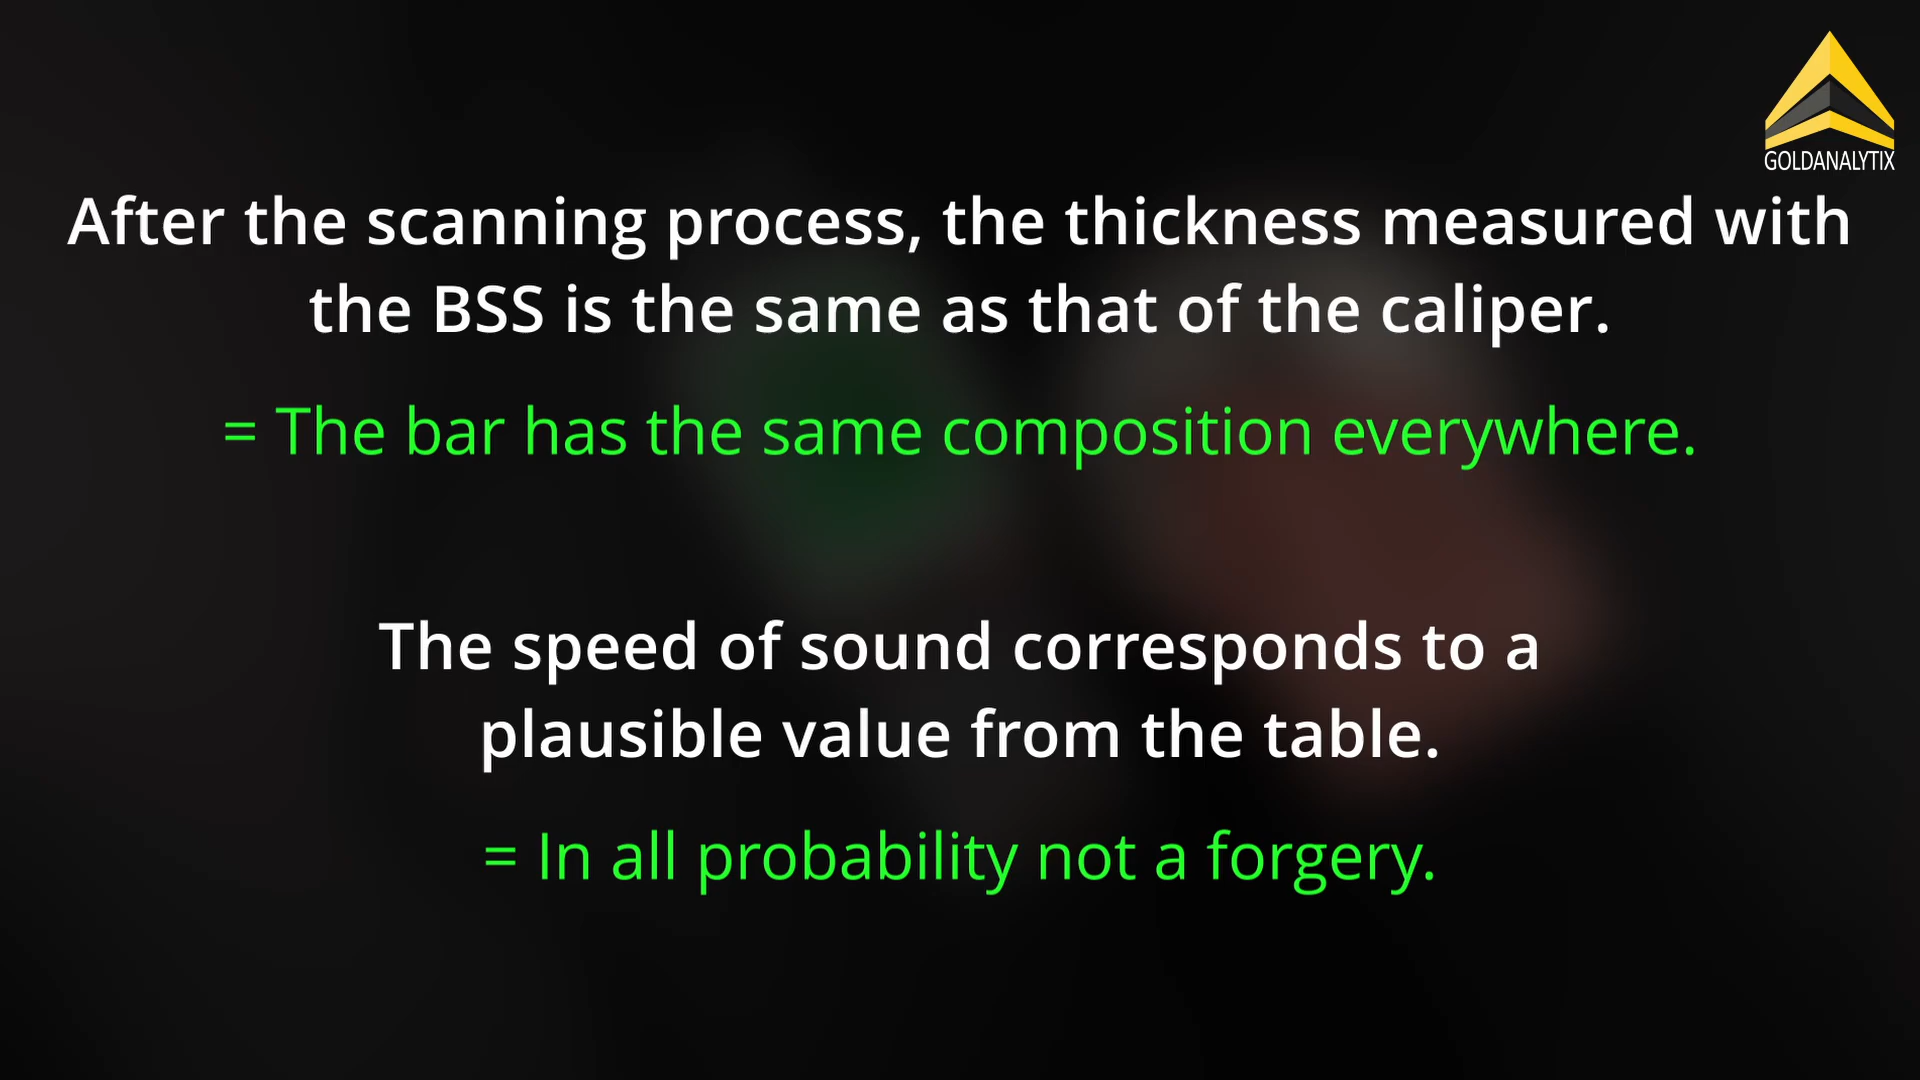 GOLDANALYTIX
After the scanning process, the thickness measured with
the BSS is the same as that of the caliper.
= The bar has the same composition everywhere.
The speed of sound corresponds to a
plausible value from the table.
= In all probability not a forgery.